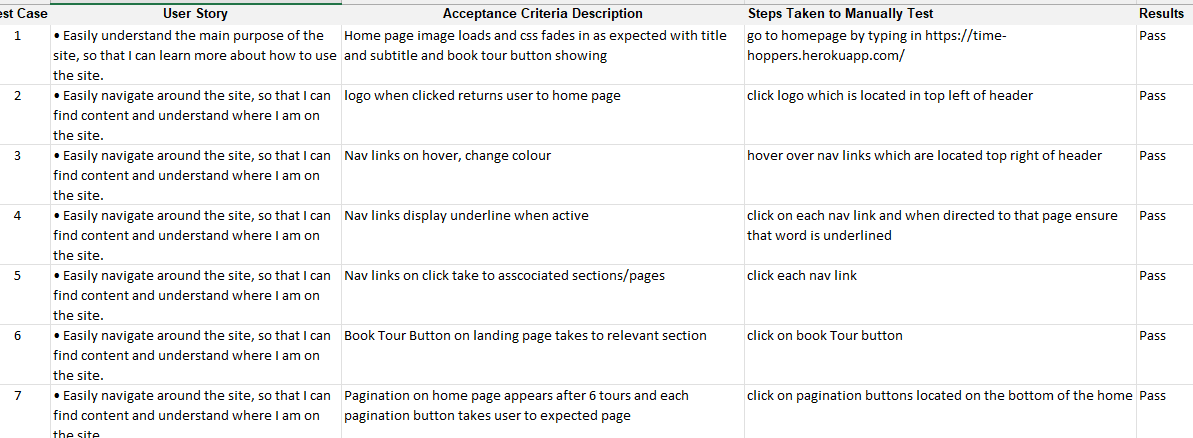 est Case User Story Acceptance Criteria Description Steps Taken to Manually Test Results
1 • Easily understand the main purpose of the Home page image loads and css fades in as expected with title go to homepage by typing in https://time- Pass
site, so that I can learn more about how to use and subtitle and book tour button showing hoppers.herokuapp.com/
the site.
2 • Easily navigate around the site, so that I can logo when clicked returns user to home page click logo which is located in top left of header Pass
find content and understand where I am on
the site.
3 • Easily navigate around the site, so that I can Nav links on hover, change colour hover over nav links which are located top right of header Pass
find content and understand where I am on
the site.
4 • Easily navigate around the site, so that I can Nav links display underline when active click on each nav link and when directed to that page ensure Pass
find content and understand where I am on that word is underlined
the site.
5 • Easily navigate around the site, so that I can Nav links on click take to asscociated sections/pages click each nav link Pass
find content and understand where I am on
the site.
6 • Easily navigate around the site, so that I can Book Tour Button on landing page takes to relevant section click on book Tour button Pass
find content and understand where I am on
the site.
7 • Easily navigate around the site, so that I can Pagination on home page appears after 6 tours and each click on pagination buttons located on the bottom of the home Pass
find content and understand where I am on pagination button takes user to expected page
the site.